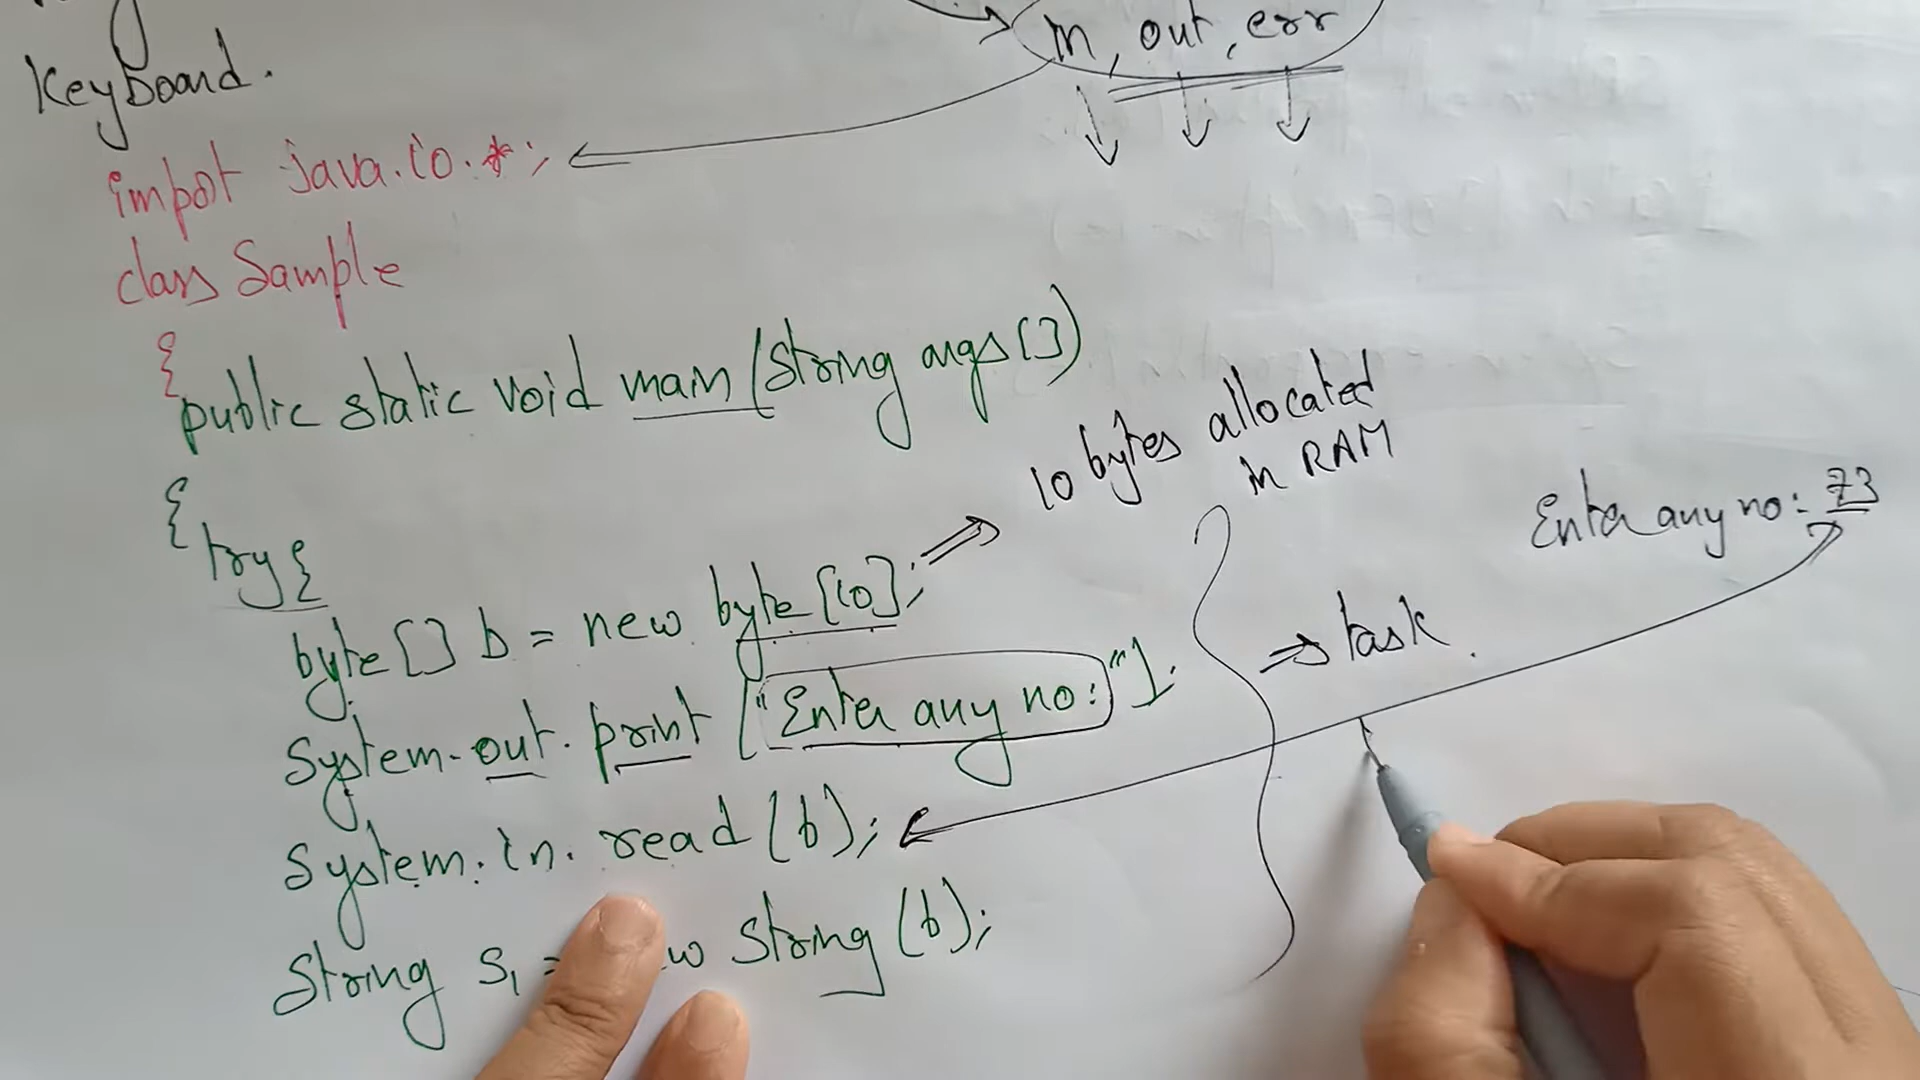 in, out, err
Keyboard.
import java.io.*;
class Sample
{
public static void main (String args [])
{
try {
byte [] b = new byte [10]; ⇒ 10 bytes allocated
in RAM
System.out.print ("Enter any no: ");
System.in.read (b);
String s1 = new String (b);
⇒ task.
Enter any no: 73